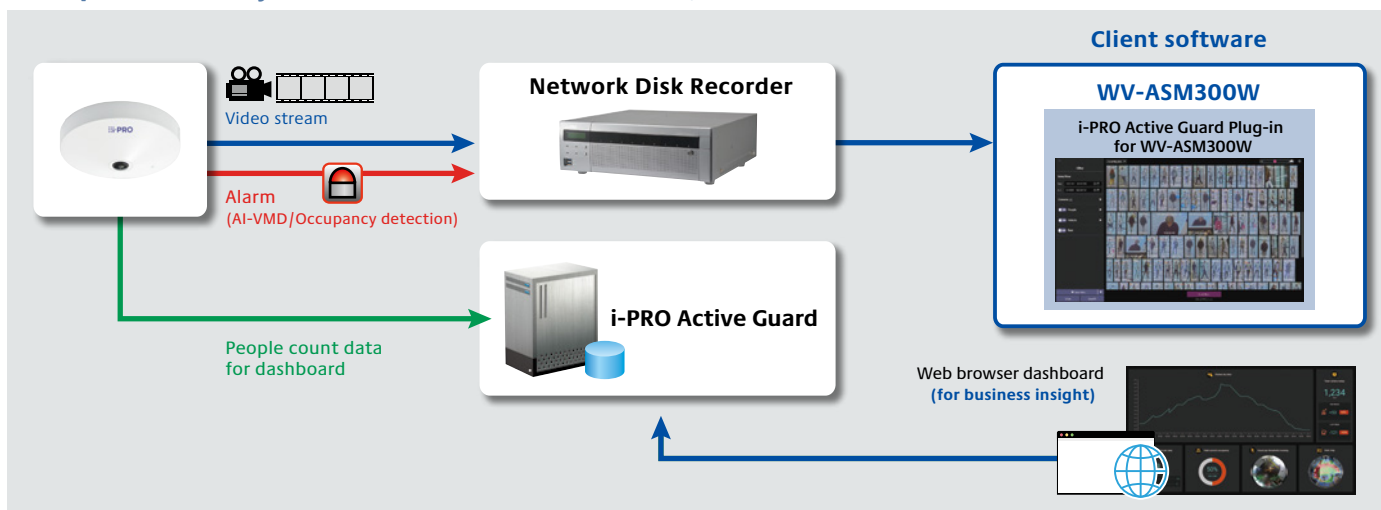 Client software
i-PRO
Video stream
Alarm
(AI-VMD/Occupancy detection)
People count data
for dashboard
Network Disk Recorder
i-PRO Active Guard
WV-ASM300W
i-PRO Active Guard Plug-in
for WV-ASM300W
Web browser dashboard
(for business insight)
1,234
50%